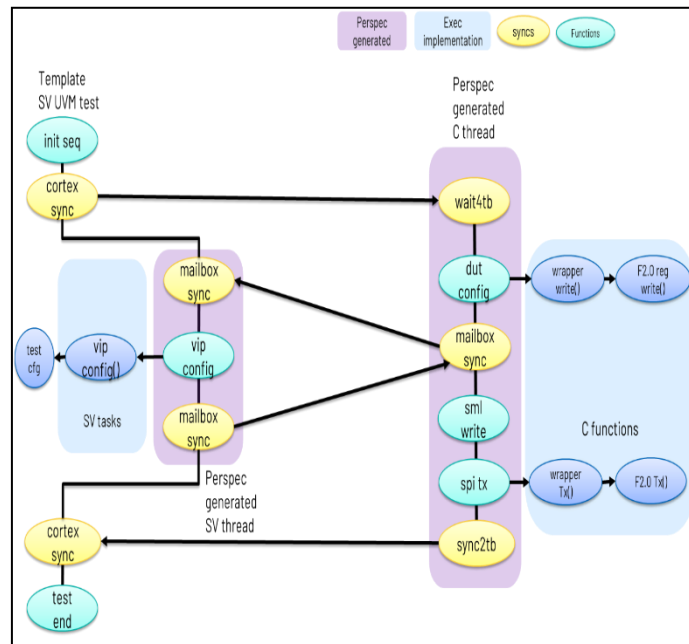 Perspec
generated
Exec
implementation
syncs
Functions
Template
SV UVM test
init seq
cortex
sync
Perspec
generated
C thread
wait4tb
mailbox
sync
dut
config
wrapper
write()
F2.0 reg
write()
test
cfg
vip
config()
vip
config
mailbox
sync
SV tasks
mailbox
sync
sml
write
C functions
Perspec
generated
SV thread
spi tx
wrapper
Tx()
F2.0 Tx()
cortex
sync
sync2tb
test
end